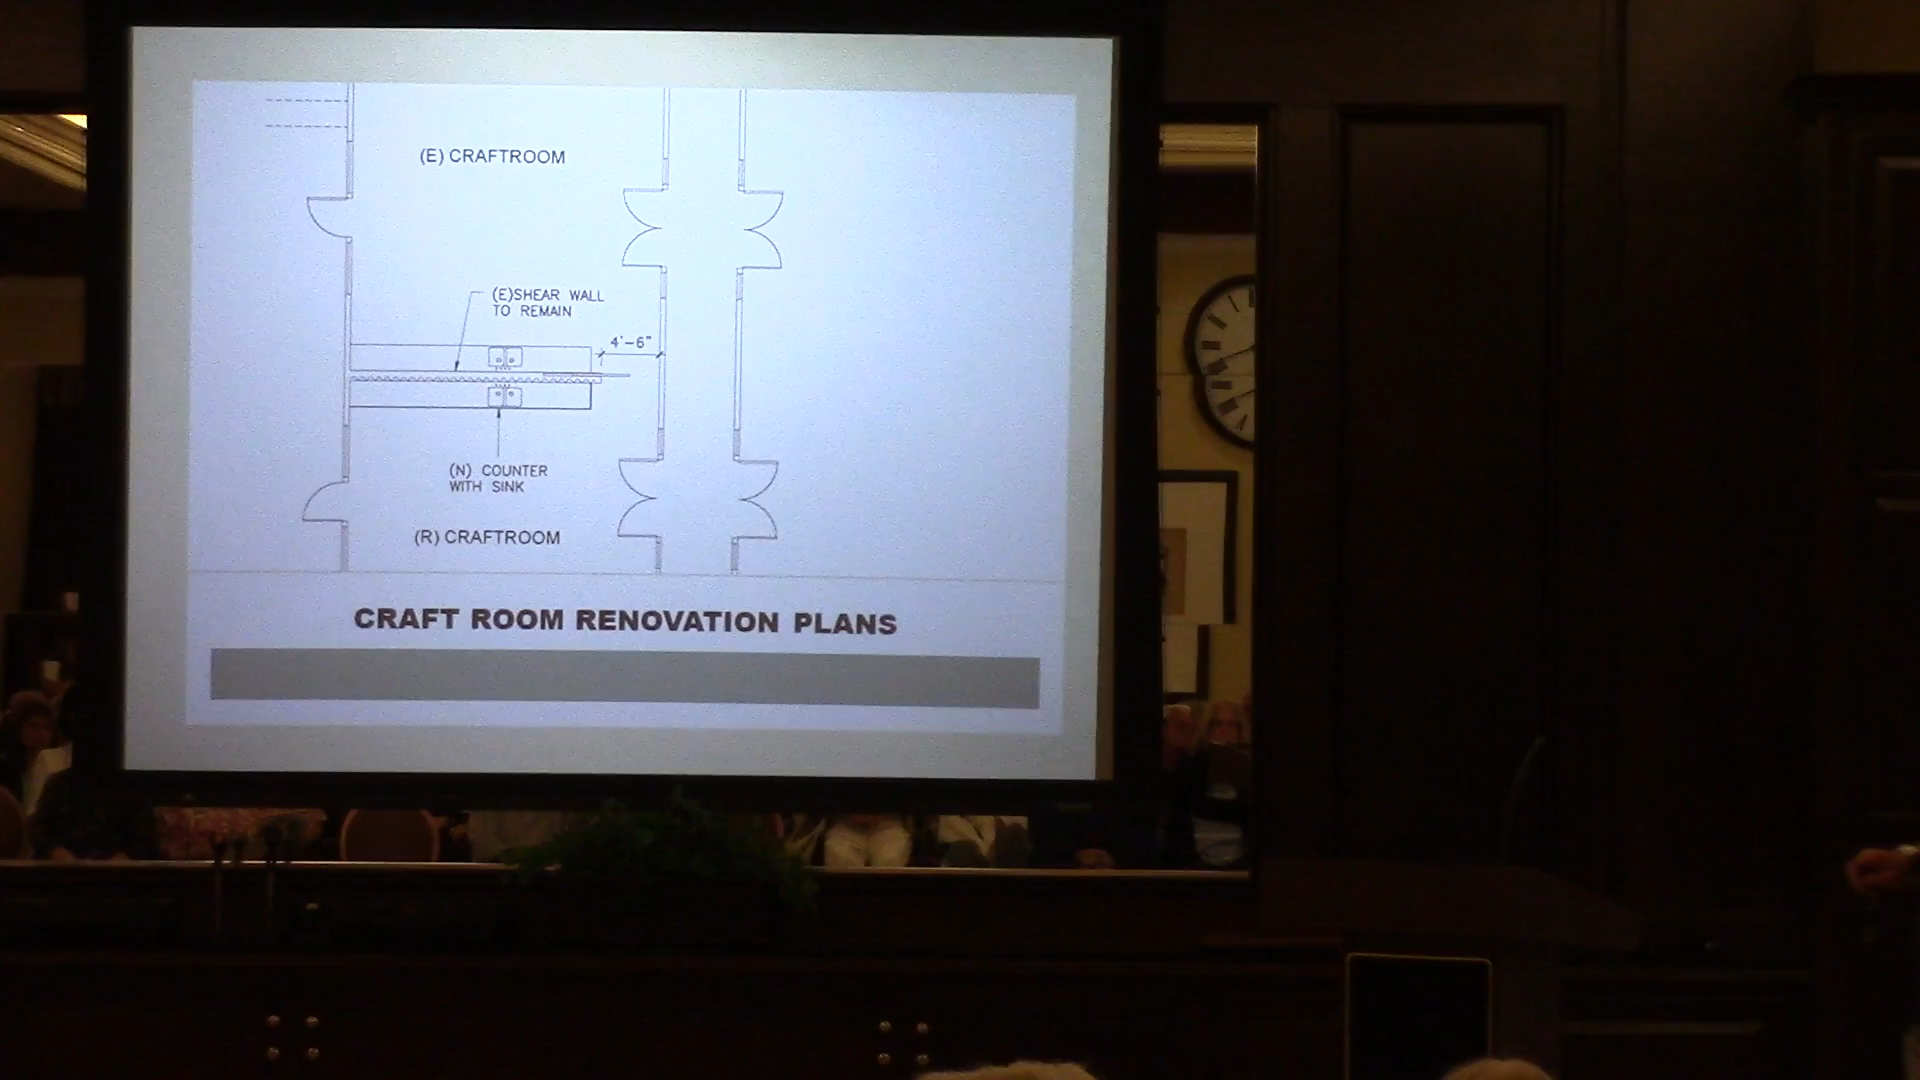 (E) CRAFTROOM
(E)SHEAR WALL
TO REMAIN
4'-6"
(N) COUNTER
WITH SINK
(R) CRAFTROOM
CRAFT ROOM RENOVATION PLANS